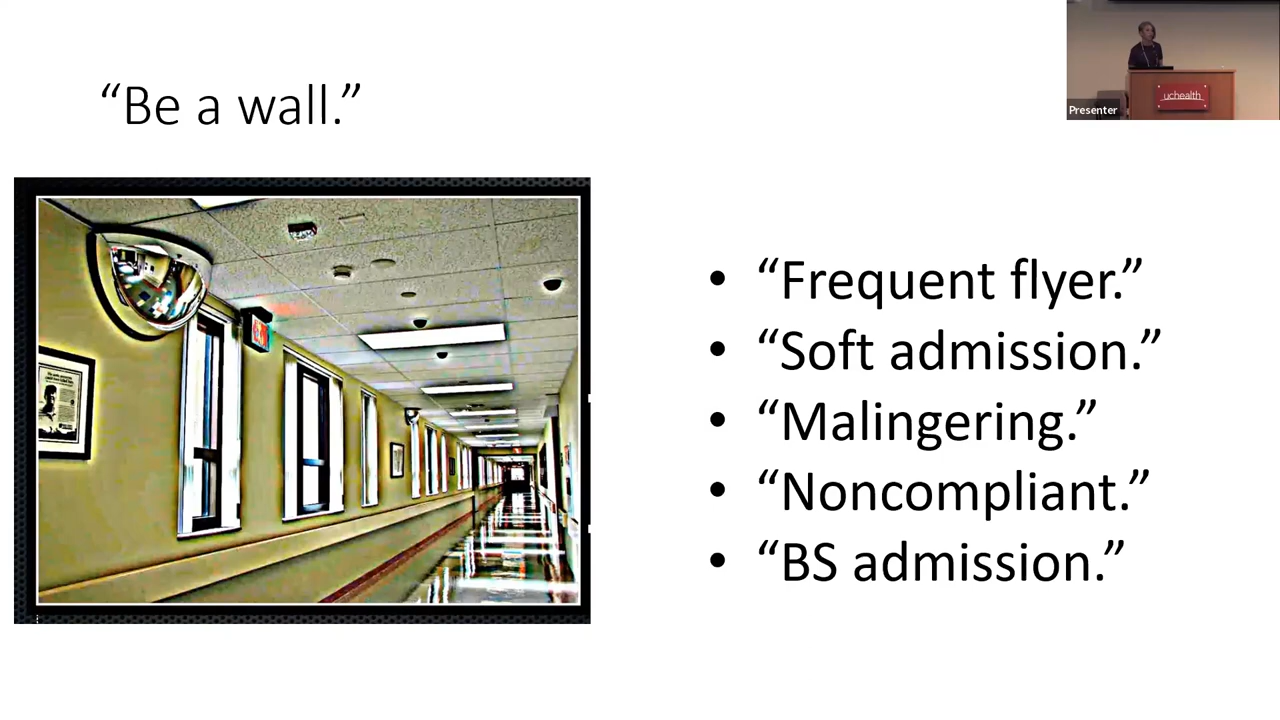 “Be a wall.”
uchealth
Presenter
• “Frequent flyer.”
• “Soft admission.”
• “Malingering.”
• “Noncompliant.”
• “BS admission.”